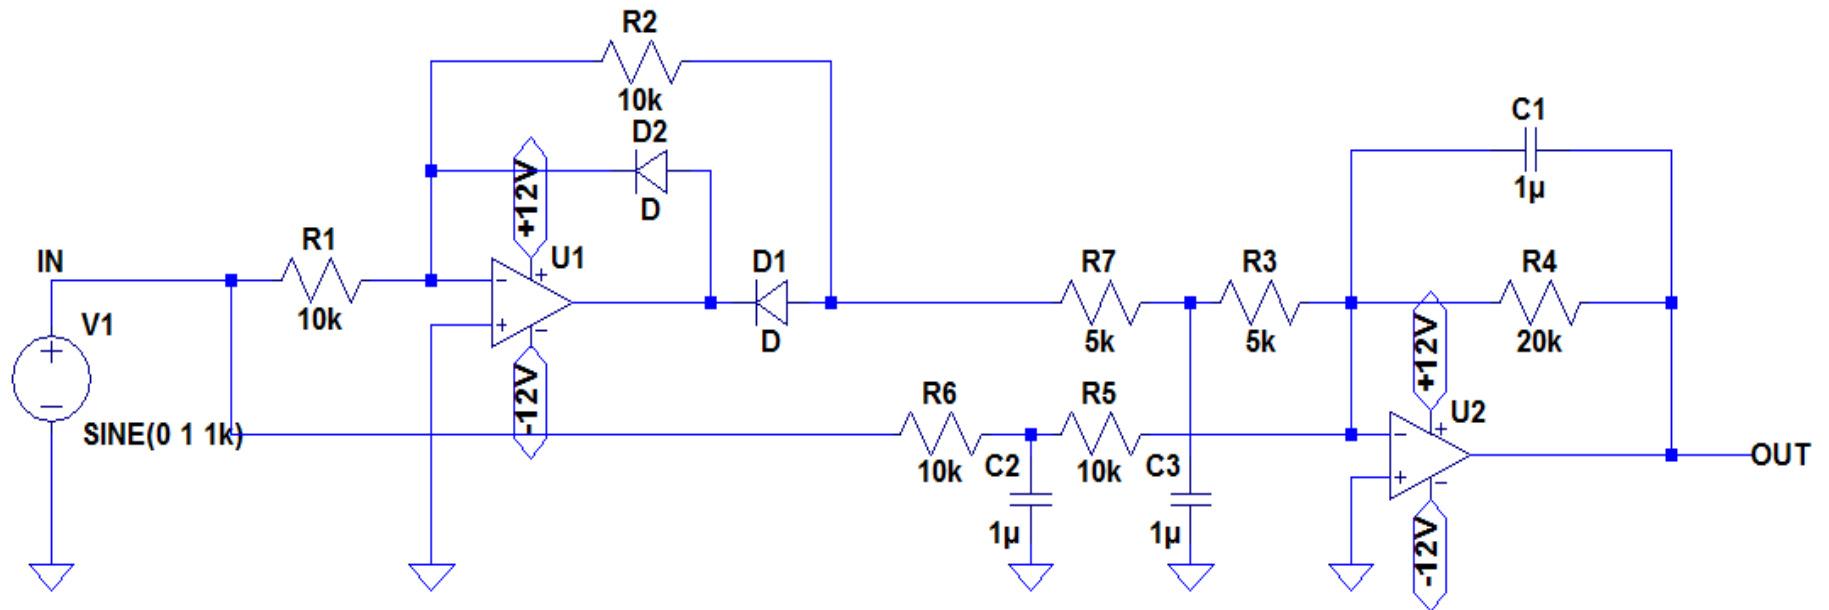 R2
10k
D2
D
+12V
U1
-12V
C1
1µ
IN
R1
10k
D1
D
R7
5k
R3
5k
R4
20k
V1
SINE(0 1 1k)
R6
10k
R5
10k
C2
1µ
C3
1µ
+12V
U2
-12V
OUT